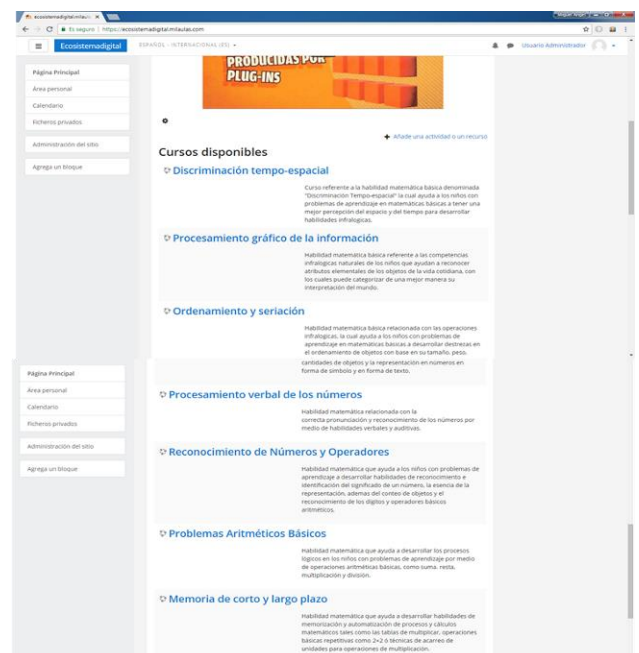 ecosistemadigital.milaula
Es seguro | https://ecosistemadigital.milaulas.com
Ecosistemadigital
ESPAÑOL - INTERNACIONAL (ES)
Usuario Administrador
Página Principal
Área personal
Calendario
Ficheros privados
Administración del sitio
Agrega un bloque
PRODUCIDAS POR
PLUG-INS
Añade una actividad o un recurso
Cursos disponibles
Discriminación tempo-espacial
Curso referente a la habilidad matemática básica denominada
"Discriminación Tempo-espacial" la cual ayuda a los niños con
problemas de aprendizaje en matemáticas básicas a tener una
mejor percepción del espacio y del tiempo para desarrollar
habilidades infralogicas.
Procesamiento gráfico de la información
Habilidad matemática básica referente a las competencias
infralogicas naturales de los niños que ayudan a reconocer
atributos elementales de los objetos de la vida cotidiana, con
los cuales puede categorizar de una mejor manera su
interpretación del mundo.
Ordenamiento y seriación
Habilidad matemática básica relacionada con las operaciones
infralogicas, la cual ayuda a los niños con problemas de
aprendizaje en matemáticas básicas a desarrollar destrezas en
el ordenamiento de objetos con base en su tamaño, peso,
cantidades de objetos y la representación en números en
forma de símbolo y en forma de texto.
Página Principal
Área personal
Calendario
Ficheros privados
Administración del sitio
Agrega un bloque
Procesamiento verbal de los números
Habilidad matemática relacionada con la
correcta pronunciación y reconocimiento de los números por
medio de habilidades verbales y auditivas.
Reconocimiento de Números y Operadores
Habilidad matemática que ayuda a los niños con problemas de
aprendizaje a desarrollar habilidades de reconocimiento e
identificación del significado de un número, la esencia de la
representación, además del conteo de objetos y el
reconocimiento de los dígitos y operadores básicos
aritméticos.
Problemas Aritméticos Básicos
Habilidad matemática que ayuda a desarrollar los procesos
lógicos en los niños con problemas de aprendizaje por medio
de operaciones aritméticas básicas, como suma, resta,
multiplicación y división.
Memoria de corto y largo plazo
Habilidad matemática que ayuda a desarrollar habilidades de
memorización y automatización de procesos y cálculos
matemáticos tales como las tablas de multiplicar, operaciones
básicas repetitivas como 2+2 ó técnicas de acarreo de
unidades para operaciones de multiplicación.